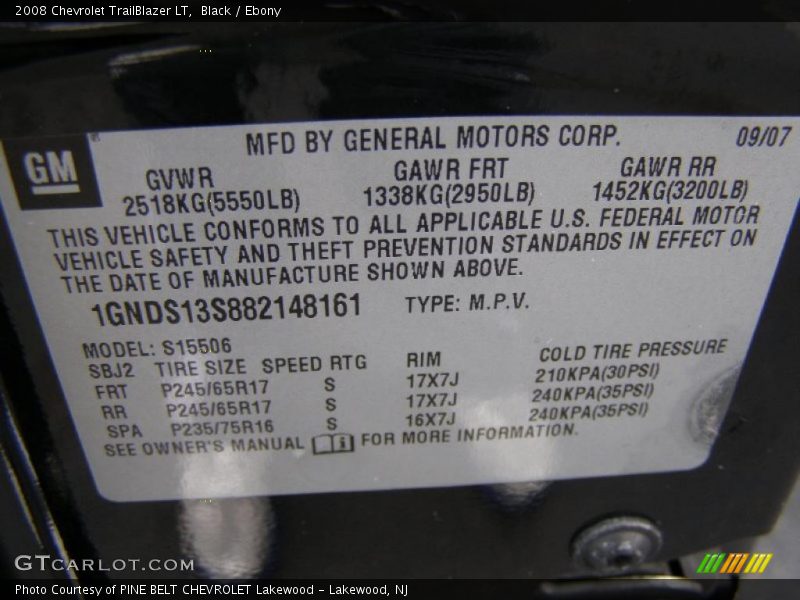 2008 Chevrolet TrailBlazer LT,  Black / Ebony
MFD BY GENERAL MOTORS CORP. 09/07
GM
GVWR GAWR FRT GAWR RR
2518KG(5550LB) 1338KG(2950LB) 1452KG(3200LB)
THIS VEHICLE CONFORMS TO ALL APPLICABLE U.S. FEDERAL MOTOR
VEHICLE SAFETY AND THEFT PREVENTION STANDARDS IN EFFECT ON
THE DATE OF MANUFACTURE SHOWN ABOVE.
1GNDS13S882148161 TYPE: M.P.V.
MODEL: S15506
SBJ2 TIRE SIZE SPEED RTG RIM COLD TIRE PRESSURE
FRT P245/65R17 S 17X7J 210KPA(30PSI)
RR P245/65R17 S 17X7J 240KPA(35PSI)
SPA P235/75R16 S 16X7J 240KPA(35PSI)
SEE OWNER'S MANUAL FOR MORE INFORMATION.
GTCARLOT.COM
Photo Courtesy of PINE BELT CHEVROLET Lakewood - Lakewood, NJ